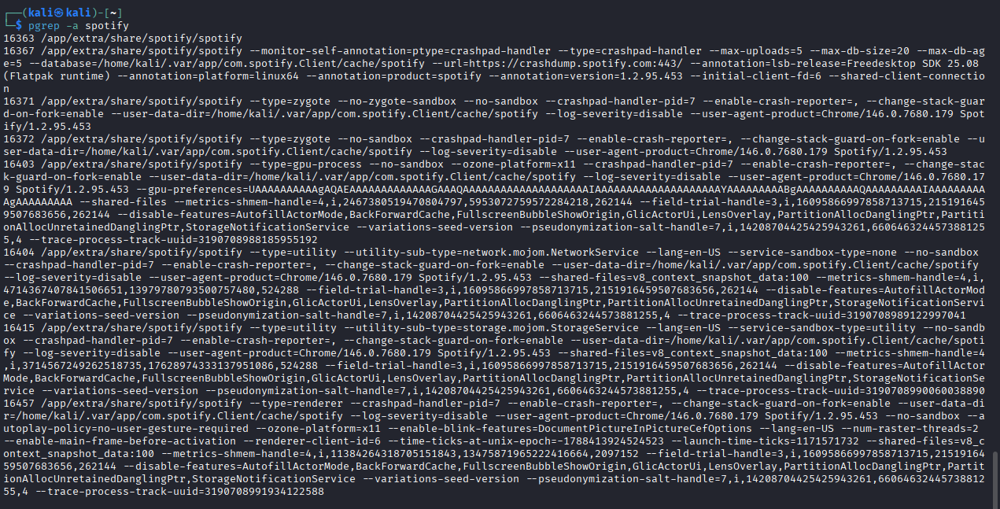 ┌──(kali㉿kali)-[~]
└─$ pgrep -a spotify
16363 /app/extra/share/spotify/spotify
16367 /app/extra/share/spotify/spotify --monitor-self-annotation=ptype=crashpad-handler --type=crashpad-handler --max-uploads=5 --max-db-size=20 --max-db-ag
e=5 --database=/home/kali/.var/app/com.spotify.Client/cache/spotify --url=https://crashdump.spotify.com:443/ --annotation=lsb-release=Freedesktop SDK 25.08
(Flatpak runtime) --annotation=platform=linux64 --annotation=product=spotify --annotation=version=1.2.95.453 --initial-client-fd=6 --shared-client-connectio
n
16371 /app/extra/share/spotify/spotify --type=zygote --no-zygote-sandbox --no-sandbox --crashpad-handler-pid=7 --enable-crash-reporter=, --change-stack-guar
d-on-fork=enable --user-data-dir=/home/kali/.var/app/com.spotify.Client/cache/spotify --log-severity=disable --user-agent-product=Chrome/146.0.7680.179 Spot
ify/1.2.95.453
16372 /app/extra/share/spotify/spotify --type=zygote --no-sandbox --crashpad-handler-pid=7 --enable-crash-reporter=, --change-stack-guard-on-fork=enable --u
ser-data-dir=/home/kali/.var/app/com.spotify.Client/cache/spotify --log-severity=disable --user-agent-product=Chrome/146.0.7680.179 Spotify/1.2.95.453
16403 /app/extra/share/spotify/spotify --type=gpu-process --no-sandbox --ozone-platform=x11 --crashpad-handler-pid=7 --enable-crash-reporter=, --change-stac
k-guard-on-fork=enable --user-data-dir=/home/kali/.var/app/com.spotify.Client/cache/spotify --log-severity=disable --user-agent-product=Chrome/146.0.7680.17
9 Spotify/1.2.95.453 --gpu-preferences=UAAAAAAAAAAgAQAEAAAAAAAAAAAAAGAAAQAAAAAAAAAAAAAAAAAAAAIAAAAAAAAAAAAAAAAAAAAYAAAAAAAAABgAAAAAAAAAAQAAAAAAAAAIAAAAAAAAA
AgAAAAAAAAA --shared-files --metrics-shmem-handle=4,i,2467380519470804797,5953072759572284218,262144 --field-trial-handle=3,i,16095866997858713715,215191645
9507683656,262144 --disable-features=AutofillActorMode,BackForwardCache,FullscreenBubbleShowOrigin,GlicActorUi,LensOverlay,PartitionAllocDanglingPtr,Partiti
onAllocUnretainedDanglingPtr,StorageNotificationService --variations-seed-version --pseudonymization-salt-handle=7,i,14208704425425943261,660646324457388125
5,4 --trace-process-track-uuid=3190708988185955192
16404 /app/extra/share/spotify/spotify --type=utility --utility-sub-type=network.mojom.NetworkService --lang=en-US --service-sandbox-type=none --no-sandbox
--crashpad-handler-pid=7 --enable-crash-reporter=, --change-stack-guard-on-fork=enable --user-data-dir=/home/kali/.var/app/com.spotify.Client/cache/spotify
--log-severity=disable --user-agent-product=Chrome/146.0.7680.179 Spotify/1.2.95.453 --shared-files=v8_context_snapshot_data:100 --metrics-shmem-handle=4,i,
4714367407841506651,13979780793500757480,524288 --field-trial-handle=3,i,16095866997858713715,2151916459507683656,262144 --disable-features=AutofillActorMod
e,BackForwardCache,FullscreenBubbleShowOrigin,GlicActorUi,LensOverlay,PartitionAllocDanglingPtr,PartitionAllocUnretainedDanglingPtr,StorageNotificationServi
ce --variations-seed-version --pseudonymization-salt-handle=7,i,14208704425425943261,6606463244573881255,4 --trace-process-track-uuid=3190708989122997041
16415 /app/extra/share/spotify/spotify --type=utility --utility-sub-type=storage.mojom.StorageService --lang=en-US --service-sandbox-type=utility --no-sandb
ox --crashpad-handler-pid=7 --enable-crash-reporter=, --change-stack-guard-on-fork=enable --user-data-dir=/home/kali/.var/app/com.spotify.Client/cache/spoti
fy --log-severity=disable --user-agent-product=Chrome/146.0.7680.179 Spotify/1.2.95.453 --shared-files=v8_context_snapshot_data:100 --metrics-shmem-handle=4
,i,3714567249262518735,17628974333137951086,524288 --field-trial-handle=3,i,16095866997858713715,2151916459507683656,262144 --disable-features=AutofillActor
Mode,BackForwardCache,FullscreenBubbleShowOrigin,GlicActorUi,LensOverlay,PartitionAllocDanglingPtr,PartitionAllocUnretainedDanglingPtr,StorageNotificationSe
rvice --variations-seed-version --pseudonymization-salt-handle=7,i,14208704425425943261,6606463244573881255,4 --trace-process-track-uuid=3190708990060038890
16457 /app/extra/share/spotify/spotify --type=renderer --crashpad-handler-pid=7 --enable-crash-reporter=, --change-stack-guard-on-fork=enable --user-data-di
r=/home/kali/.var/app/com.spotify.Client/cache/spotify --log-severity=disable --user-agent-product=Chrome/146.0.7680.179 Spotify/1.2.95.453 --no-sandbox --a
utoplay-policy=no-user-gesture-required --ozone-platform=x11 --enable-blink-features=DocumentPictureInPictureCefOptions --lang=en-US --num-raster-threads=2
--enable-main-frame-before-activation --renderer-client-id=6 --time-ticks-at-unix-epoch=-1788413924524523 --launch-time-ticks=1171571732 --shared-files=v8_c
ontext_snapshot_data:100 --metrics-shmem-handle=4,i,11384264318705151843,13475871965222416664,2097152 --field-trial-handle=3,i,16095866997858713715,21519164
59507683656,262144 --disable-features=AutofillActorMode,BackForwardCache,FullscreenBubbleShowOrigin,GlicActorUi,LensOverlay,PartitionAllocDanglingPtr,Partit
ionAllocUnretainedDanglingPtr,StorageNotificationService --variations-seed-version --pseudonymization-salt-handle=7,i,14208704425425943261,66064632445738812
55,4 --trace-process-track-uuid=3190708991934122588